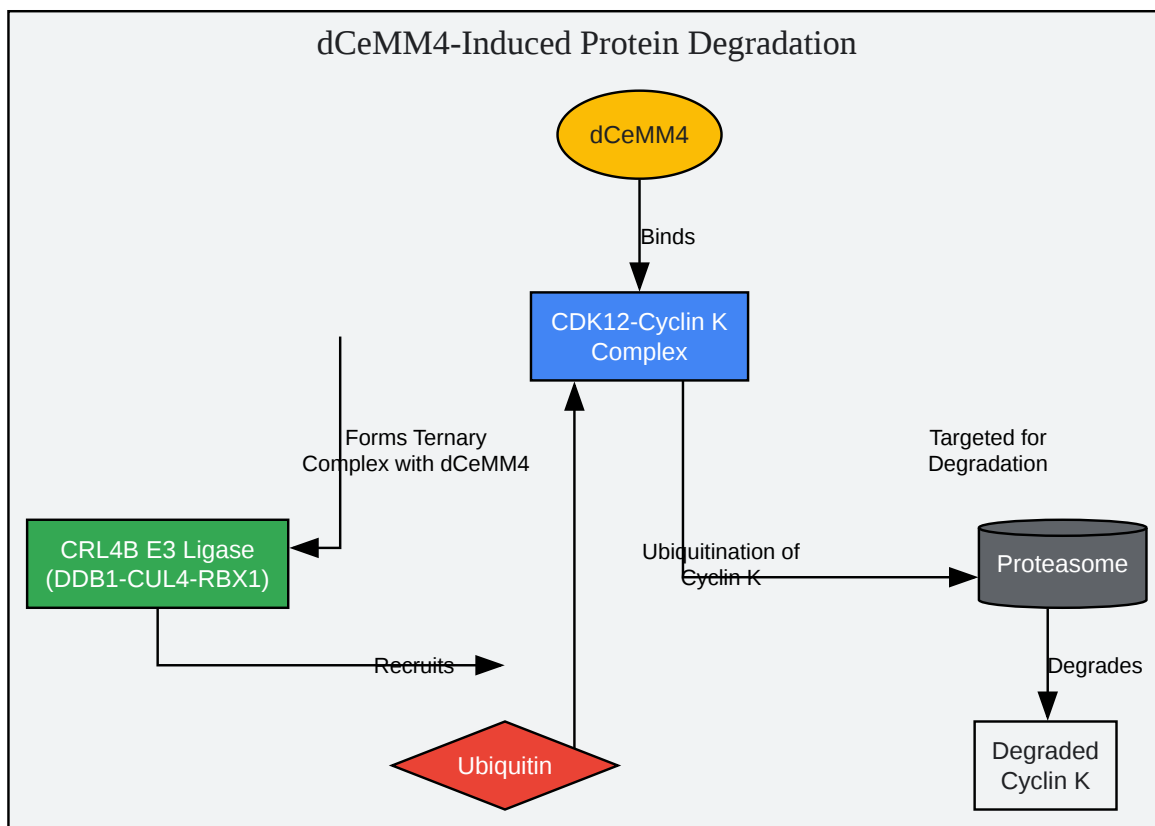 dCeMM4-Induced Protein Degradation
dCeMM4
Binds
CDK12-Cyclin K
Complex
Forms Ternary
Complex with dCeMM4
Targeted for
Degradation
CRL4B E3 Ligase
(DDB1-CUL4-RBX1)
Ubiquitination of
Cyclin K
Proteasome
Recruits
Degrades
Ubiquitin
Degraded
Cyclin K